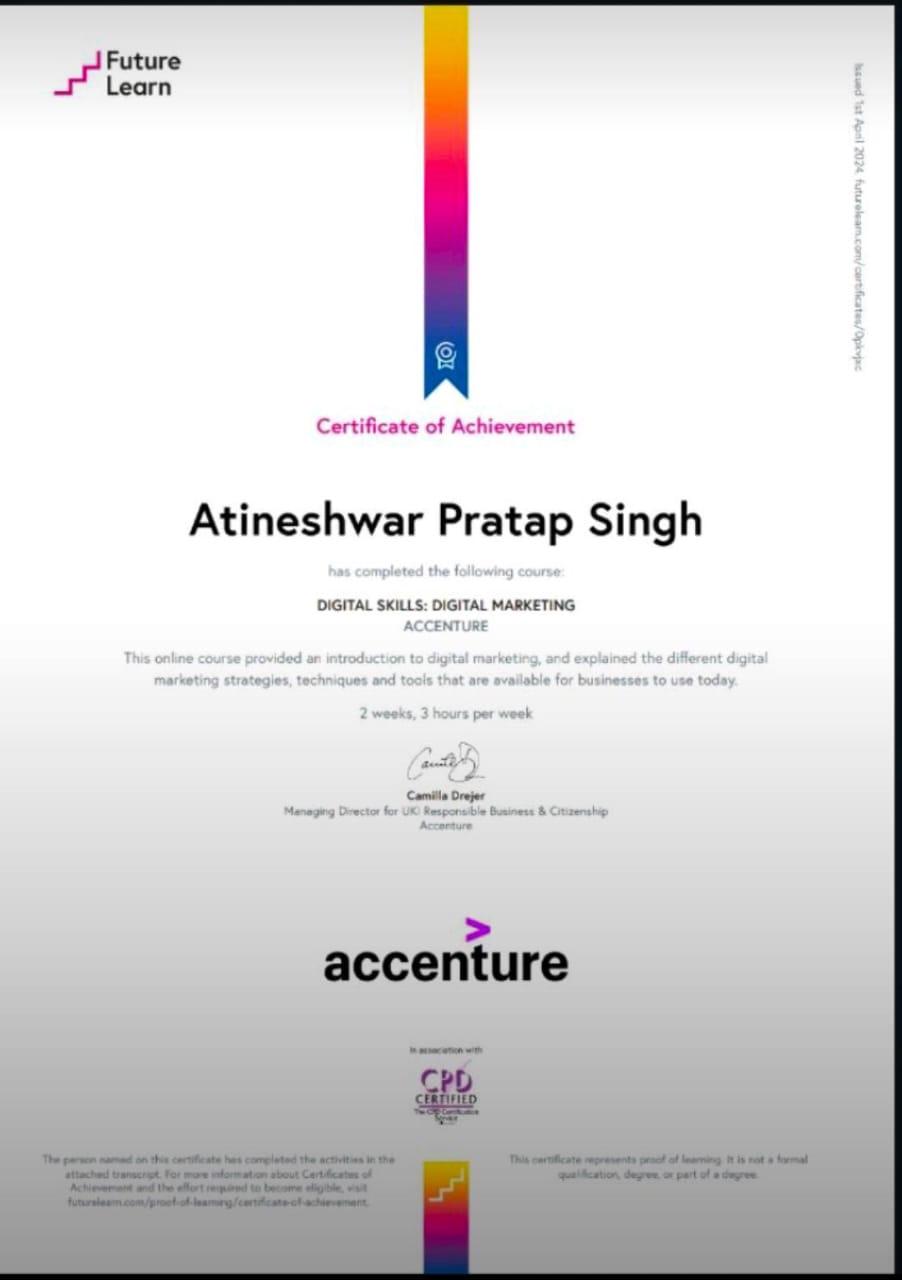 Future
Learn
Issued 1st April 2024. futurelearn.com/certificates/0pkvjxc
Certificate of Achievement
Atineshwar Pratap Singh
has completed the following course:
DIGITAL SKILLS: DIGITAL MARKETING
ACCENTURE
This online course provided an introduction to digital marketing, and explained the different digital
marketing strategies, techniques and tools that are available for businesses to use today.
2 weeks, 3 hours per week
Camilla Drejer
Managing Director for UKI Responsible Business & Citizenship
Accenture
>
accenture
In association with
CPD
CERTIFIED
The CPD Certification
Service
The person named on this certificate has completed the activities in the
attached transcript. For more information about Certificates of
Achievement and the effort required to become eligible, visit
futurelearn.com/proof-of-learning/certificate-of-achievement.
This certificate represents proof of learning. It is not a formal
qualification, degree, or part of a degree.